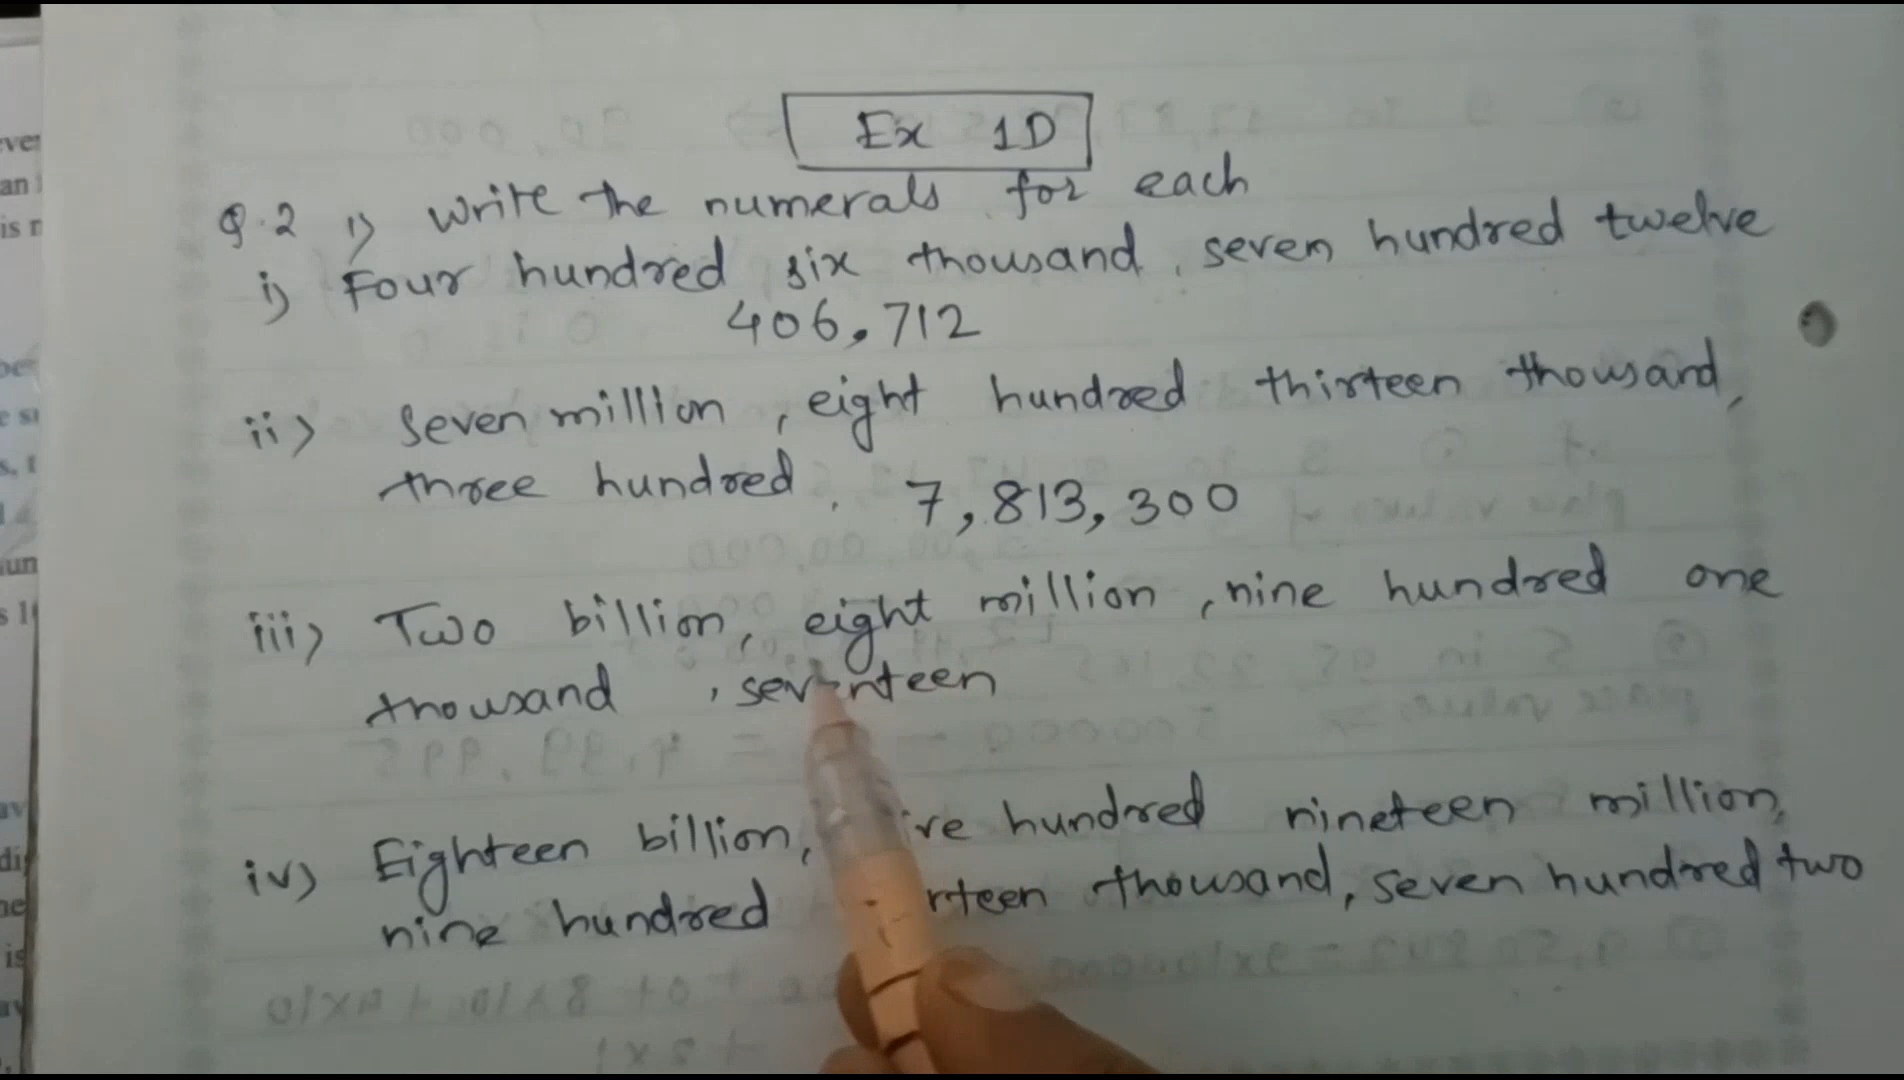 Ex 1D
Q.2 1) Write the numerals for each
i) Four hundred six thousand, seven hundred twelve
406,712
ii) Seven million, eight hundred thirteen thousand,
three hundred. 7,813,300
iii) Two billion, eight million, nine hundred one
thousand, seventeen
iv) Eighteen billion, hundred nineteen million,
nine hundred thousand, seven hundred two